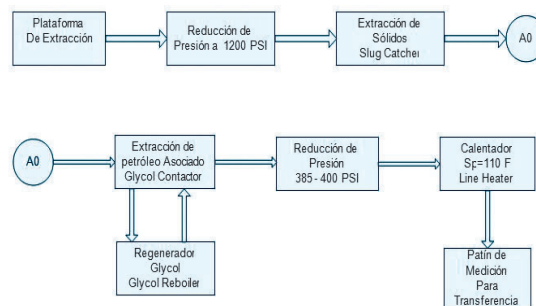 Plataforma
De Extracción
Reducción de
Presión a 1200 PSI
Extracción de
Sólidos
Slug Catcher
A0
A0
Extracción de
petróleo Asociado
Glycol Contactor
Reducción de
Presión
385 - 400 PSI
Calentador
Sp=110 F
Line Heater
Regenerador
Glycol
Glycol Reboiler
Patín de
Medición
Para
Transferencia